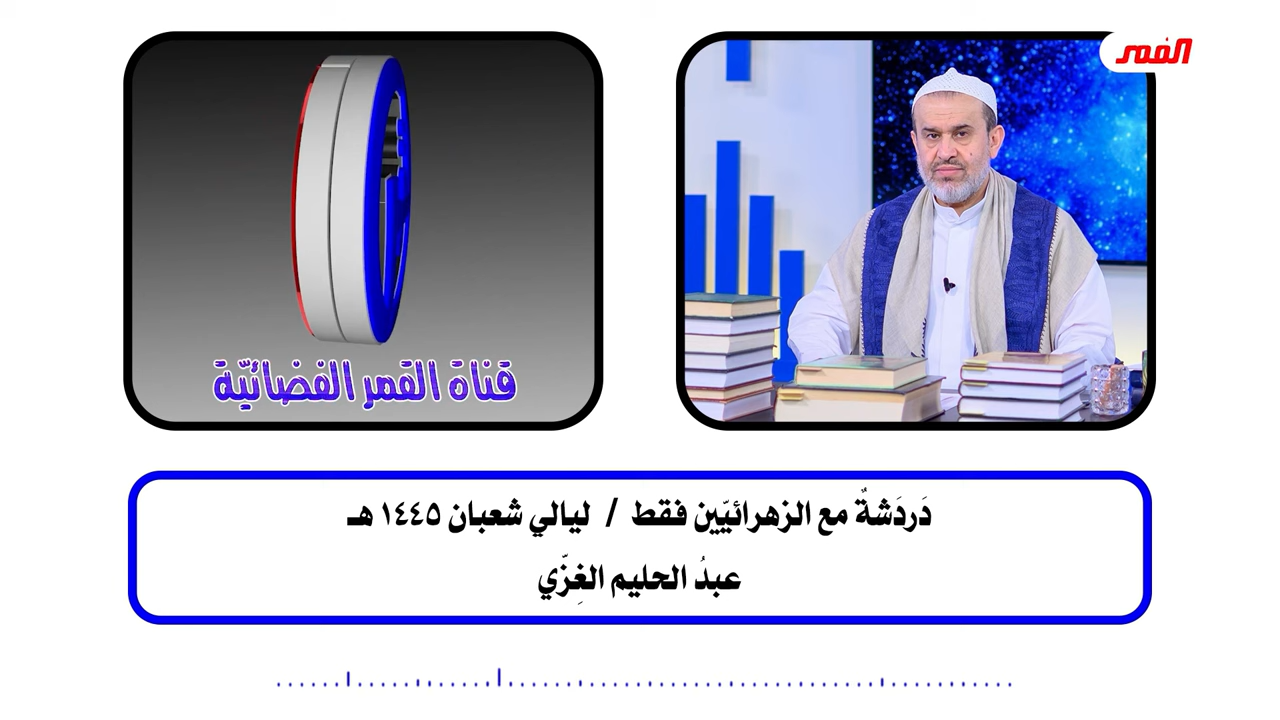 القمر
قناة القمر الفضائيّة
دَردَشةٌ مع الزهرائيّين فقط / ليالي شعبان ١٤٤٥ هـ
عبدُ الحليم الغِزّي